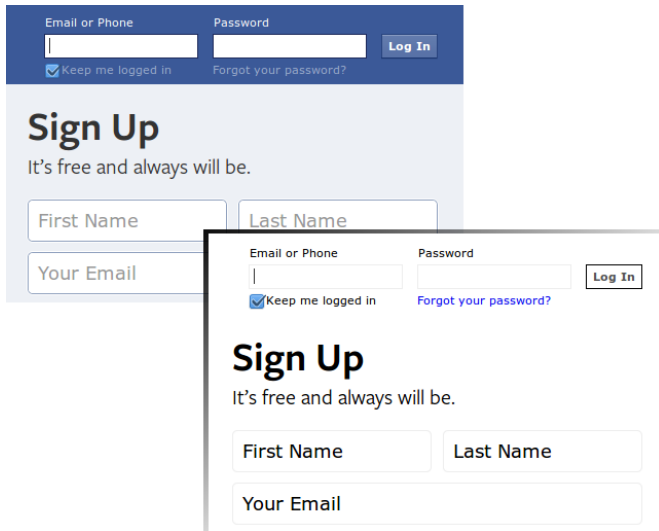 Email or Phone Password
Log In
Keep me logged in Forgot your password?
Sign Up
It's free and always will be.
First Name Last Name
Your Email
Email or Phone Password
Log In
Keep me logged in Forgot your password?
Sign Up
It's free and always will be.
First Name Last Name
Your Email